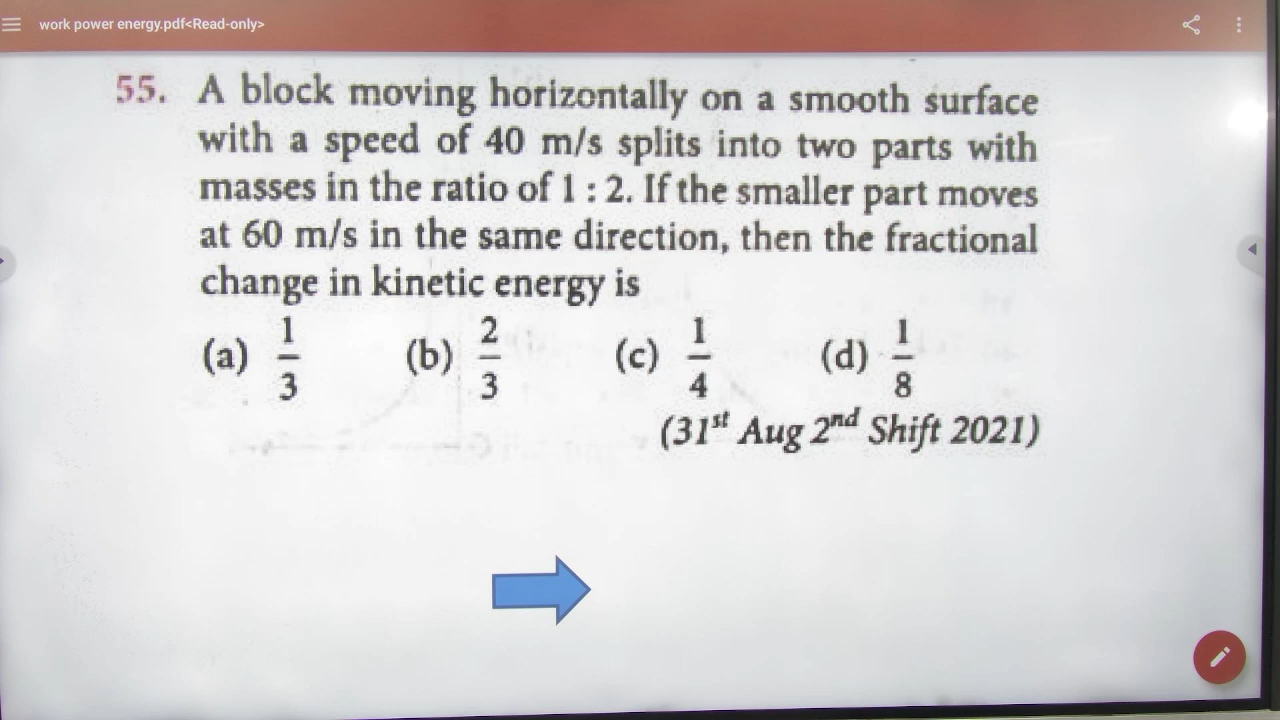 work power energy.pdf<Read-only>
55. A block moving horizontally on a smooth surface
with a speed of 40 m/s splits into two parts with
masses in the ratio of 1 : 2. If the smaller part moves
at 60 m/s in the same direction, then the fractional
change in kinetic energy is
(a) 1/3 (b) 2/3 (c) 1/4 (d) 1/8
(31st Aug 2nd Shift 2021)